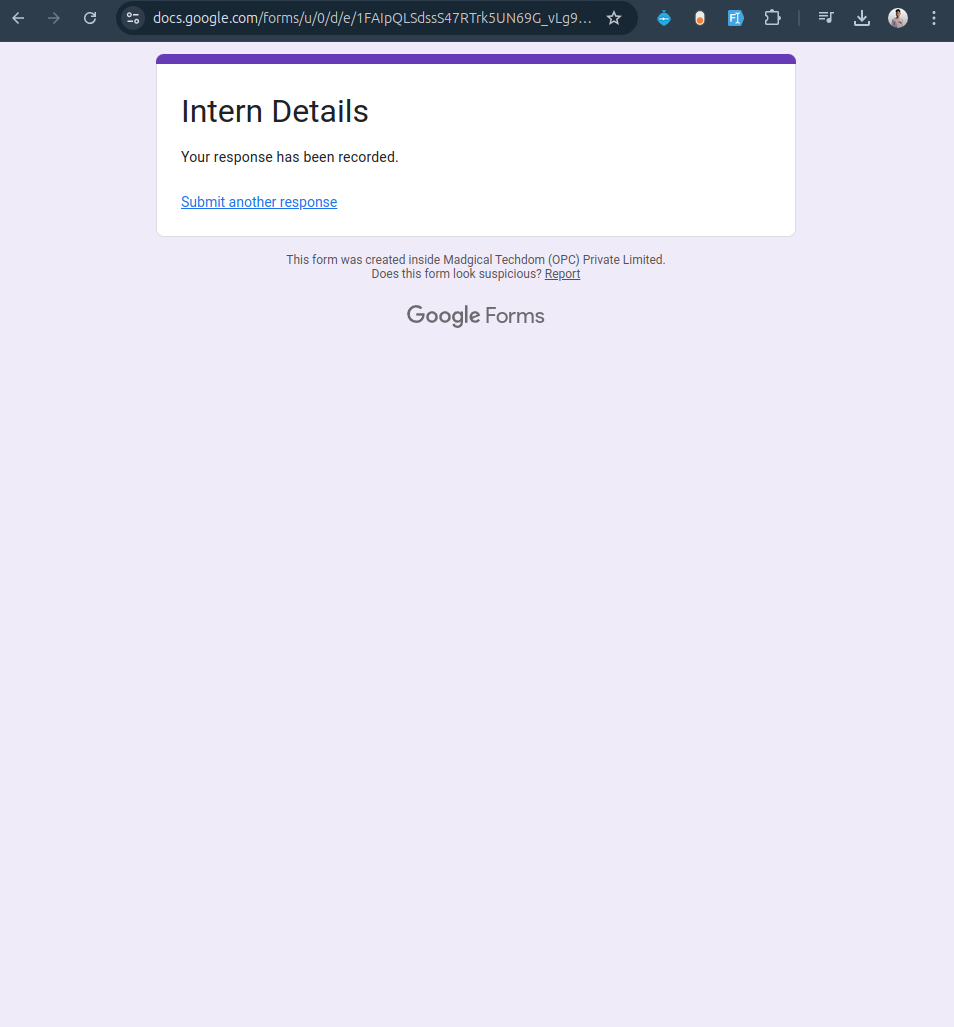 docs.google.com/forms/u/0/d/e/1FAIpQLSdssS47RTrk5UN69G_vLg9...
Intern Details
Your response has been recorded.
Submit another response
This form was created inside Madgical Techdom (OPC) Private Limited.
Does this form look suspicious? Report
Google Forms